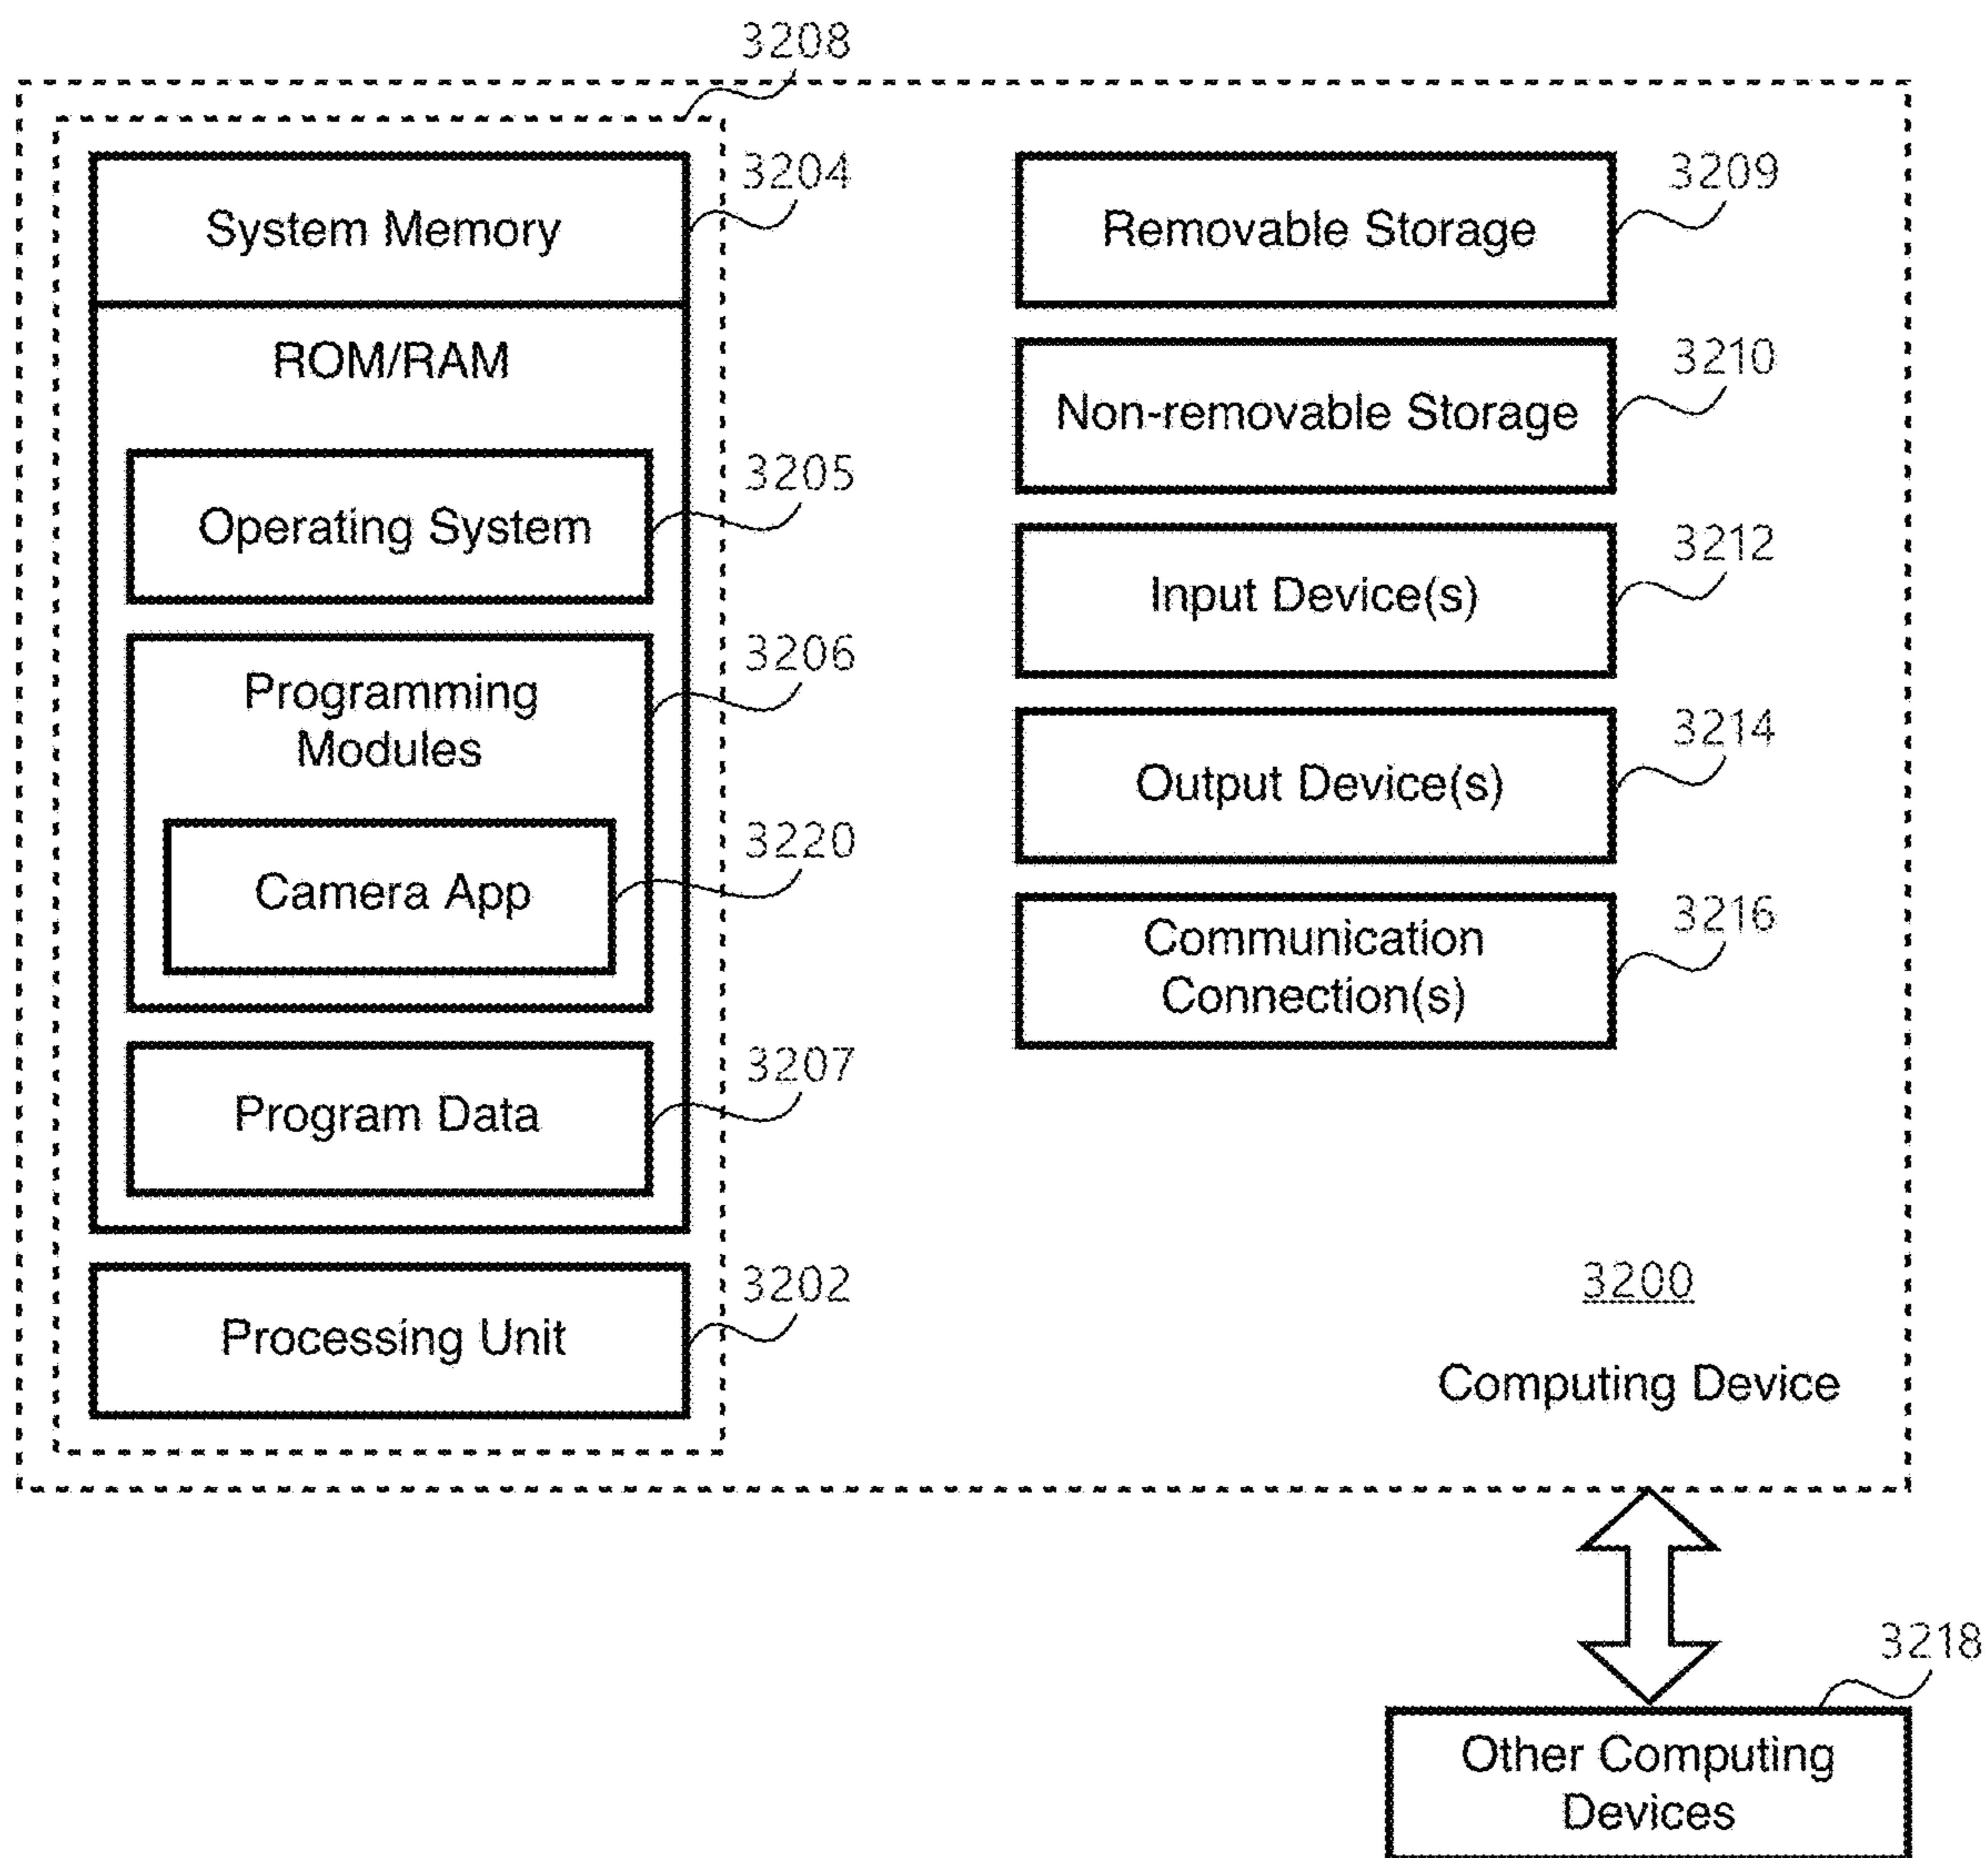 3208
System Memory
3204
ROM/RAM
Operating System
3205
Programming
Modules
3206
Camera App
3220
Program Data
3207
Processing Unit
3202
Removable Storage
3209
Non-removable Storage
3210
Input Device(s)
3212
Output Device(s)
3214
Communication
Connection(s)
3216
3200
Computing Device
3218
Other Computing
Devices